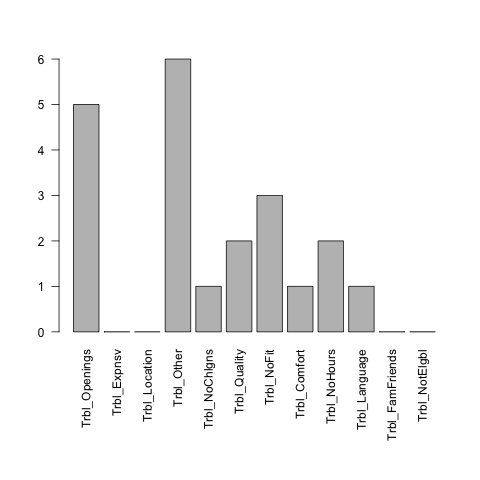 6
5
4
3
2
1
0
Trbl_Openings
Trbl_Expnsv
Trbl_Location
Trbl_Other
Trbl_NoChlgns
Trbl_Quality
Trbl_NoFit
Trbl_Comfort
Trbl_NoHours
Trbl_Language
Trbl_FamFriends
Trbl_NotElgbl